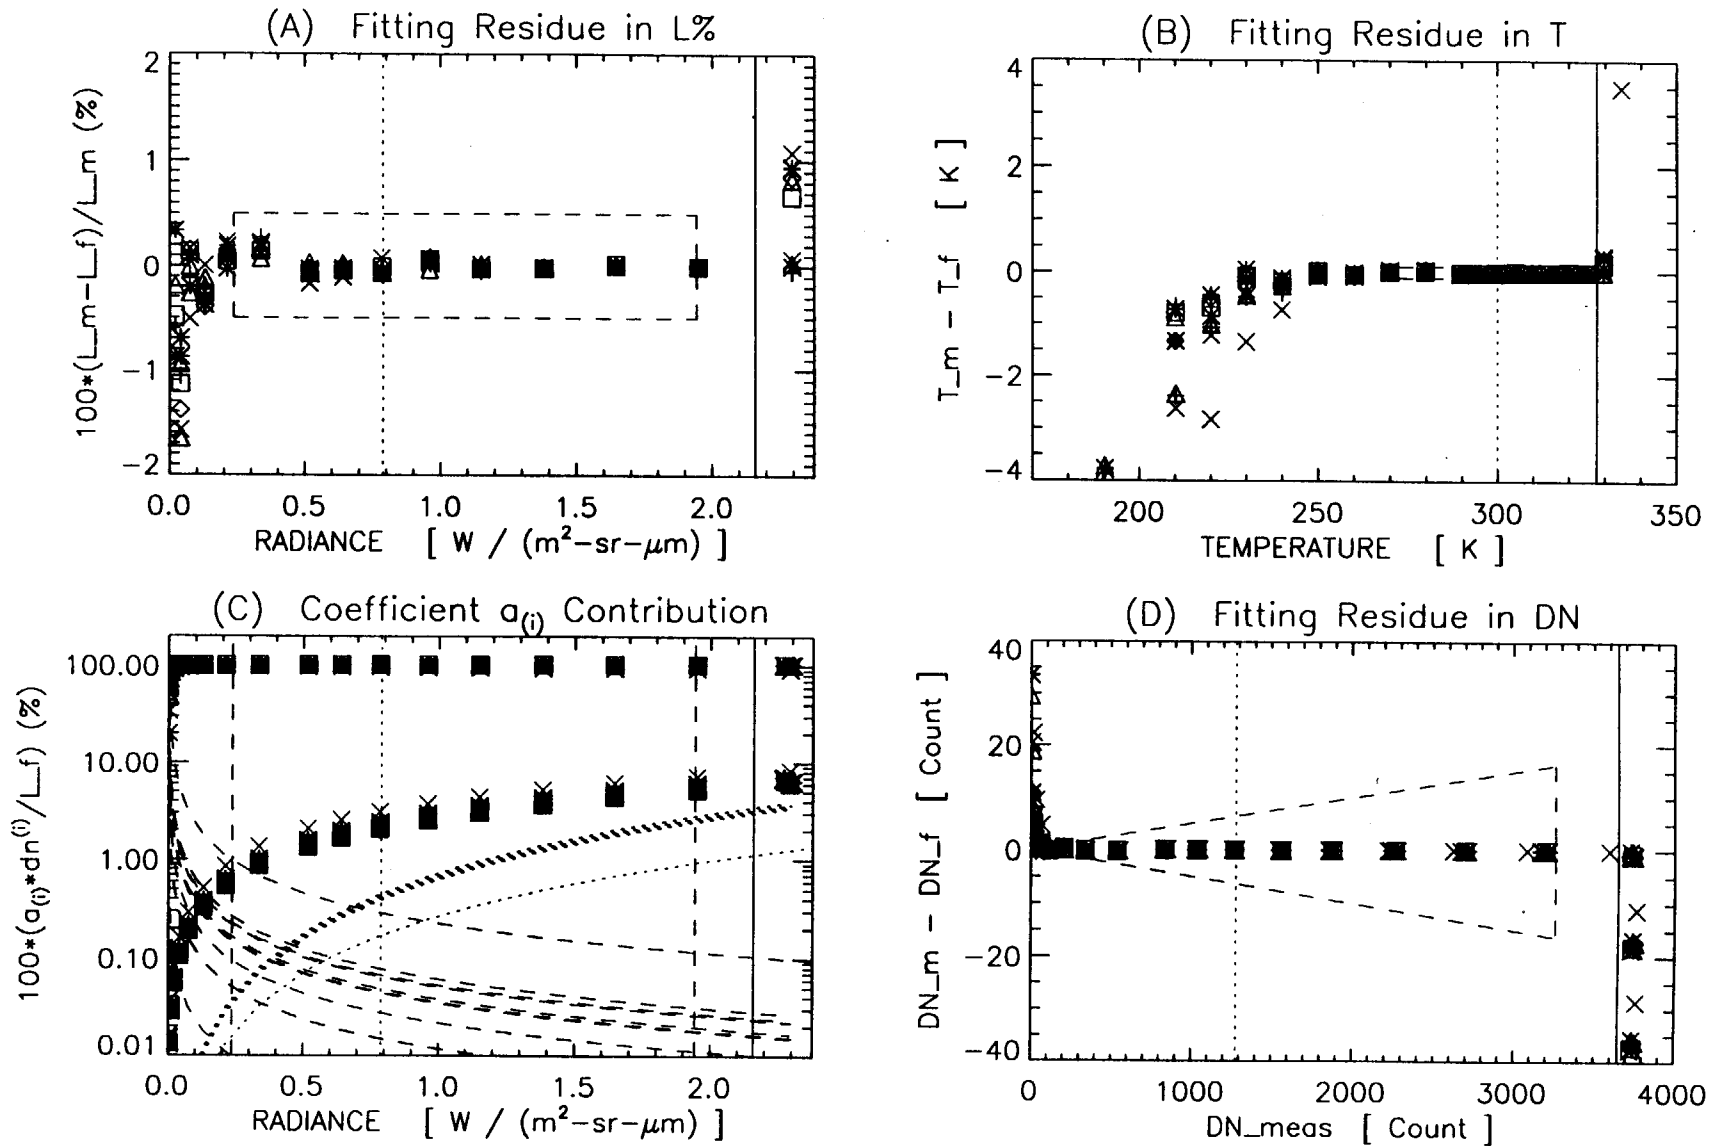 (A) Fitting Residue in L%
100*(L_m-L_f)/L_m (%)
2
1
0
-1
-2
0.0 0.5 1.0 1.5 2.0
RADIANCE [ W / (m²-sr-μm) ]
(B) Fitting Residue in T
T_m - T_f [ K ]
4
2
0
-2
-4
200 250 300 350
TEMPERATURE [ K ]
(C) Coefficient a(i) Contribution
100*(a(i)*dn(i)/L_f) (%)
100.00
10.00
1.00
0.10
0.01
0.0 0.5 1.0 1.5 2.0
RADIANCE [ W / (m²-sr-μm) ]
(D) Fitting Residue in DN
DN_m - DN_f [ Count ]
40
20
0
-20
-40
0 1000 2000 3000 4000
DN_meas [ Count ]